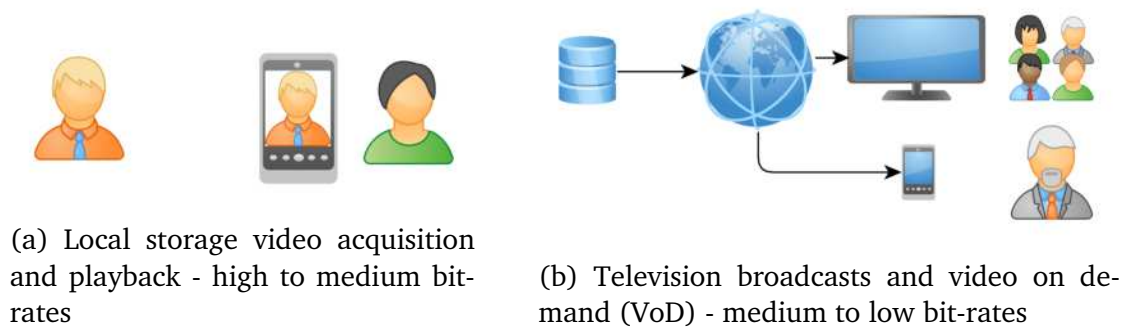 (a) Local storage video acquisition
and playback - high to medium bit-
rates
(b) Television broadcasts and video on de-
mand (VoD) - medium to low bit-rates